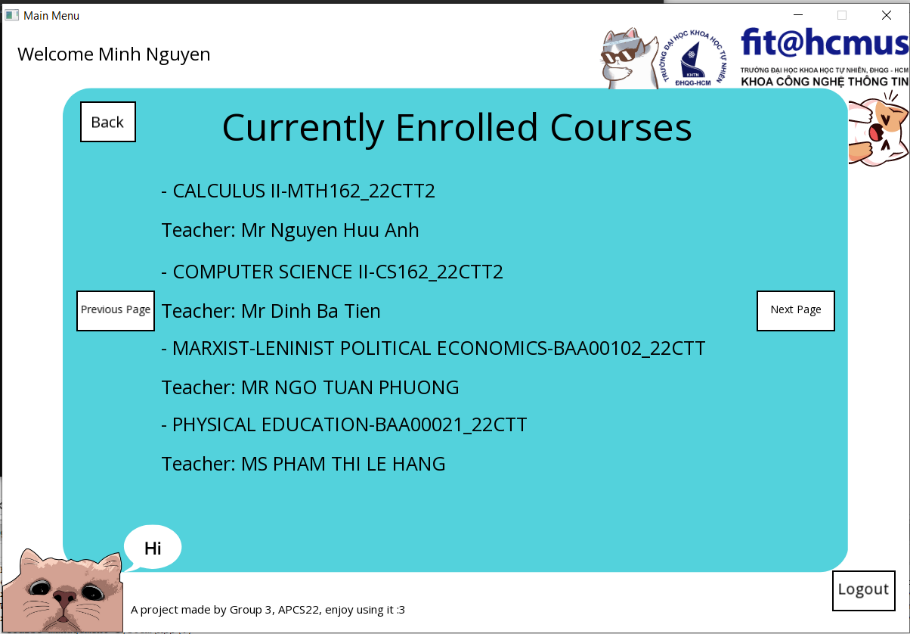 Main Menu
Welcome Minh Nguyen
TRƯỜNG ĐẠI HỌC KHOA HỌC TỰ NHIÊN
KHTN
ĐHQG-HCM
fit@hcmus
TRƯỜNG ĐẠI HỌC KHOA HỌC TỰ NHIÊN, ĐHQG - HCM
KHOA CÔNG NGHỆ THÔNG TIN
Back
Currently Enrolled Courses
- CALCULUS II-MTH162_22CTT2
Teacher: Mr Nguyen Huu Anh
- COMPUTER SCIENCE II-CS162_22CTT2
Previous Page
Teacher: Mr Dinh Ba Tien
Next Page
- MARXIST-LENINIST POLITICAL ECONOMICS-BAA00102_22CTT
Teacher: MR NGO TUAN PHUONG
- PHYSICAL EDUCATION-BAA00021_22CTT
Teacher: MS PHAM THI LE HANG
Hi
Logout
A project made by Group 3, APCS22, enjoy using it :3